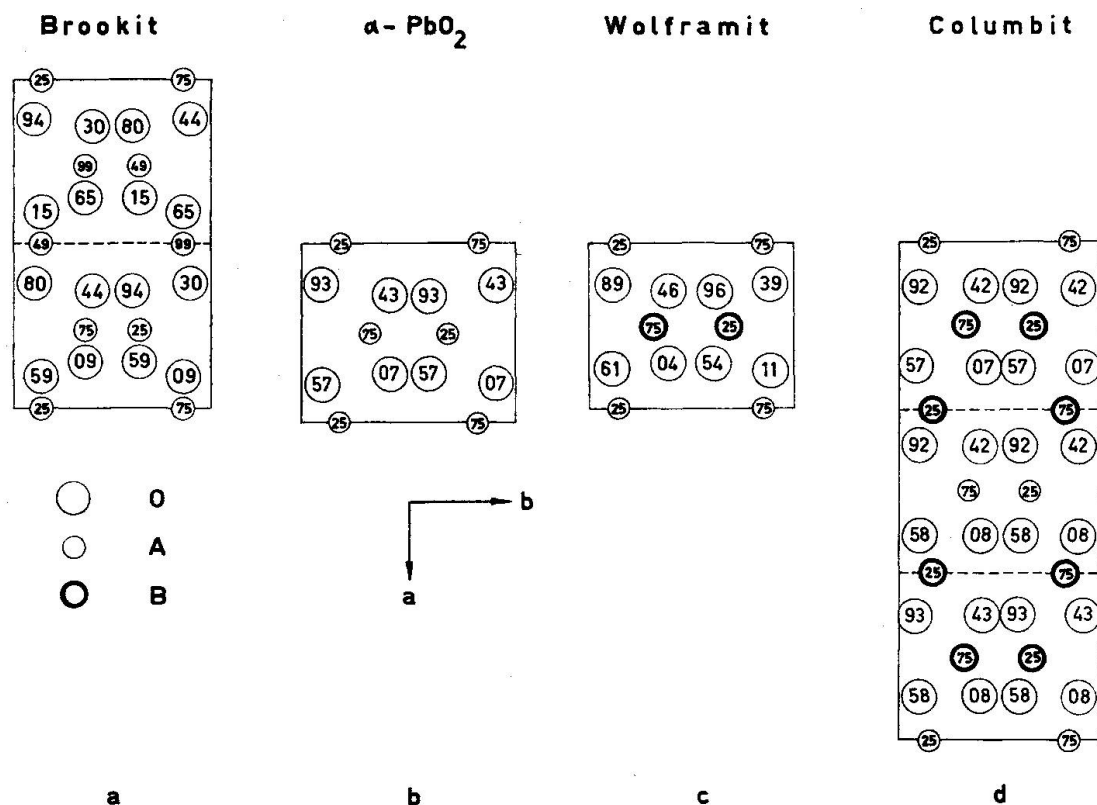 Brookit
25 75
94 30 80 44
99 49
15 65 15 65
49 99
80 44 94 30
75 25
59 09 59 09
25 75
O
A
B
a
α-PbO₂
25 75
93 43 93 43
75 25
57 07 57 07
25 75
b
a
b
Wolframit
25 75
89 46 96 39
75 25
61 04 54 11
25 75
c
Columbit
25 75
92 42 92 42
75 25
57 07 57 07
25 75
92 42 92 42
75 25
58 08 58 08
25 75
93 43 93 43
75 25
58 08 58 08
25 75
d